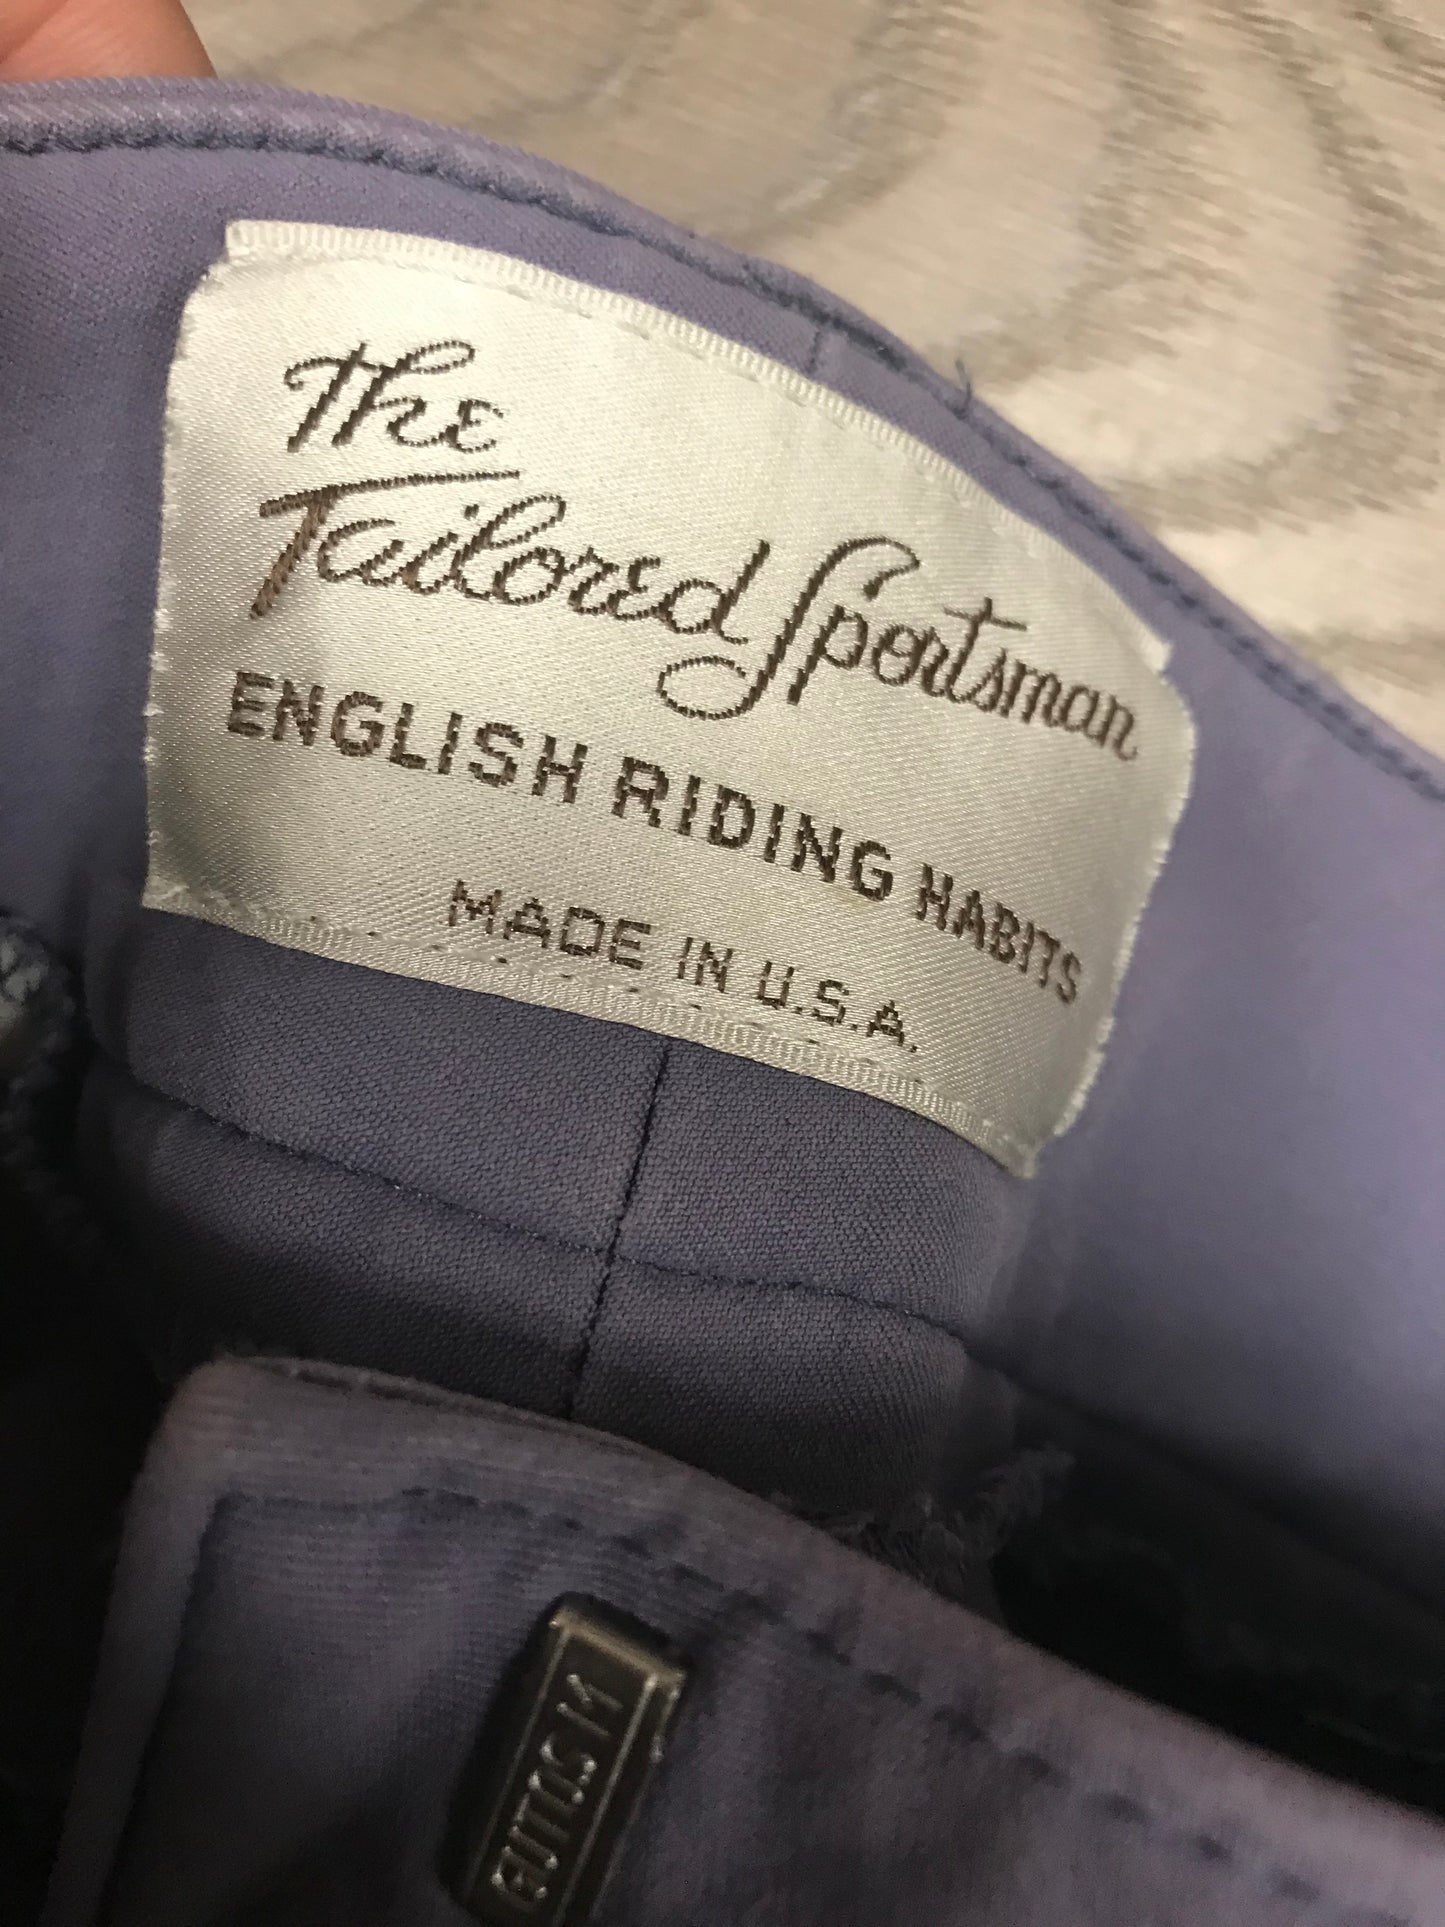 The
Tailored Sportsman
ENGLISH RIDING HABITS
MADE IN U.S.A.